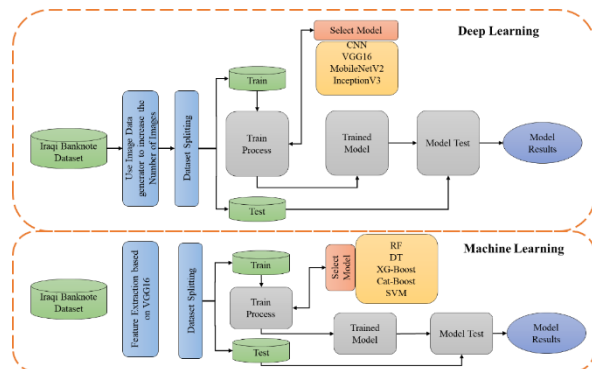 Deep Learning
Select Model
CNN
VGG16
MobileNetV2
InceptionV3
Train
Iraqi Banknote
Dataset
Use Image Data
generator to increase the
Number of Images
Dataset Splitting
Train
Process
Trained
Model
Model Test
Model
Results
Test
Machine Learning
RF
DT
XG-Boost
Cat-Boost
SVM
Select
Model
Train
Iraqi Banknote
Dataset
Feature Extraction based
on VGG16
Dataset Splitting
Train
Process
Trained
Model
Model Test
Model
Results
Test